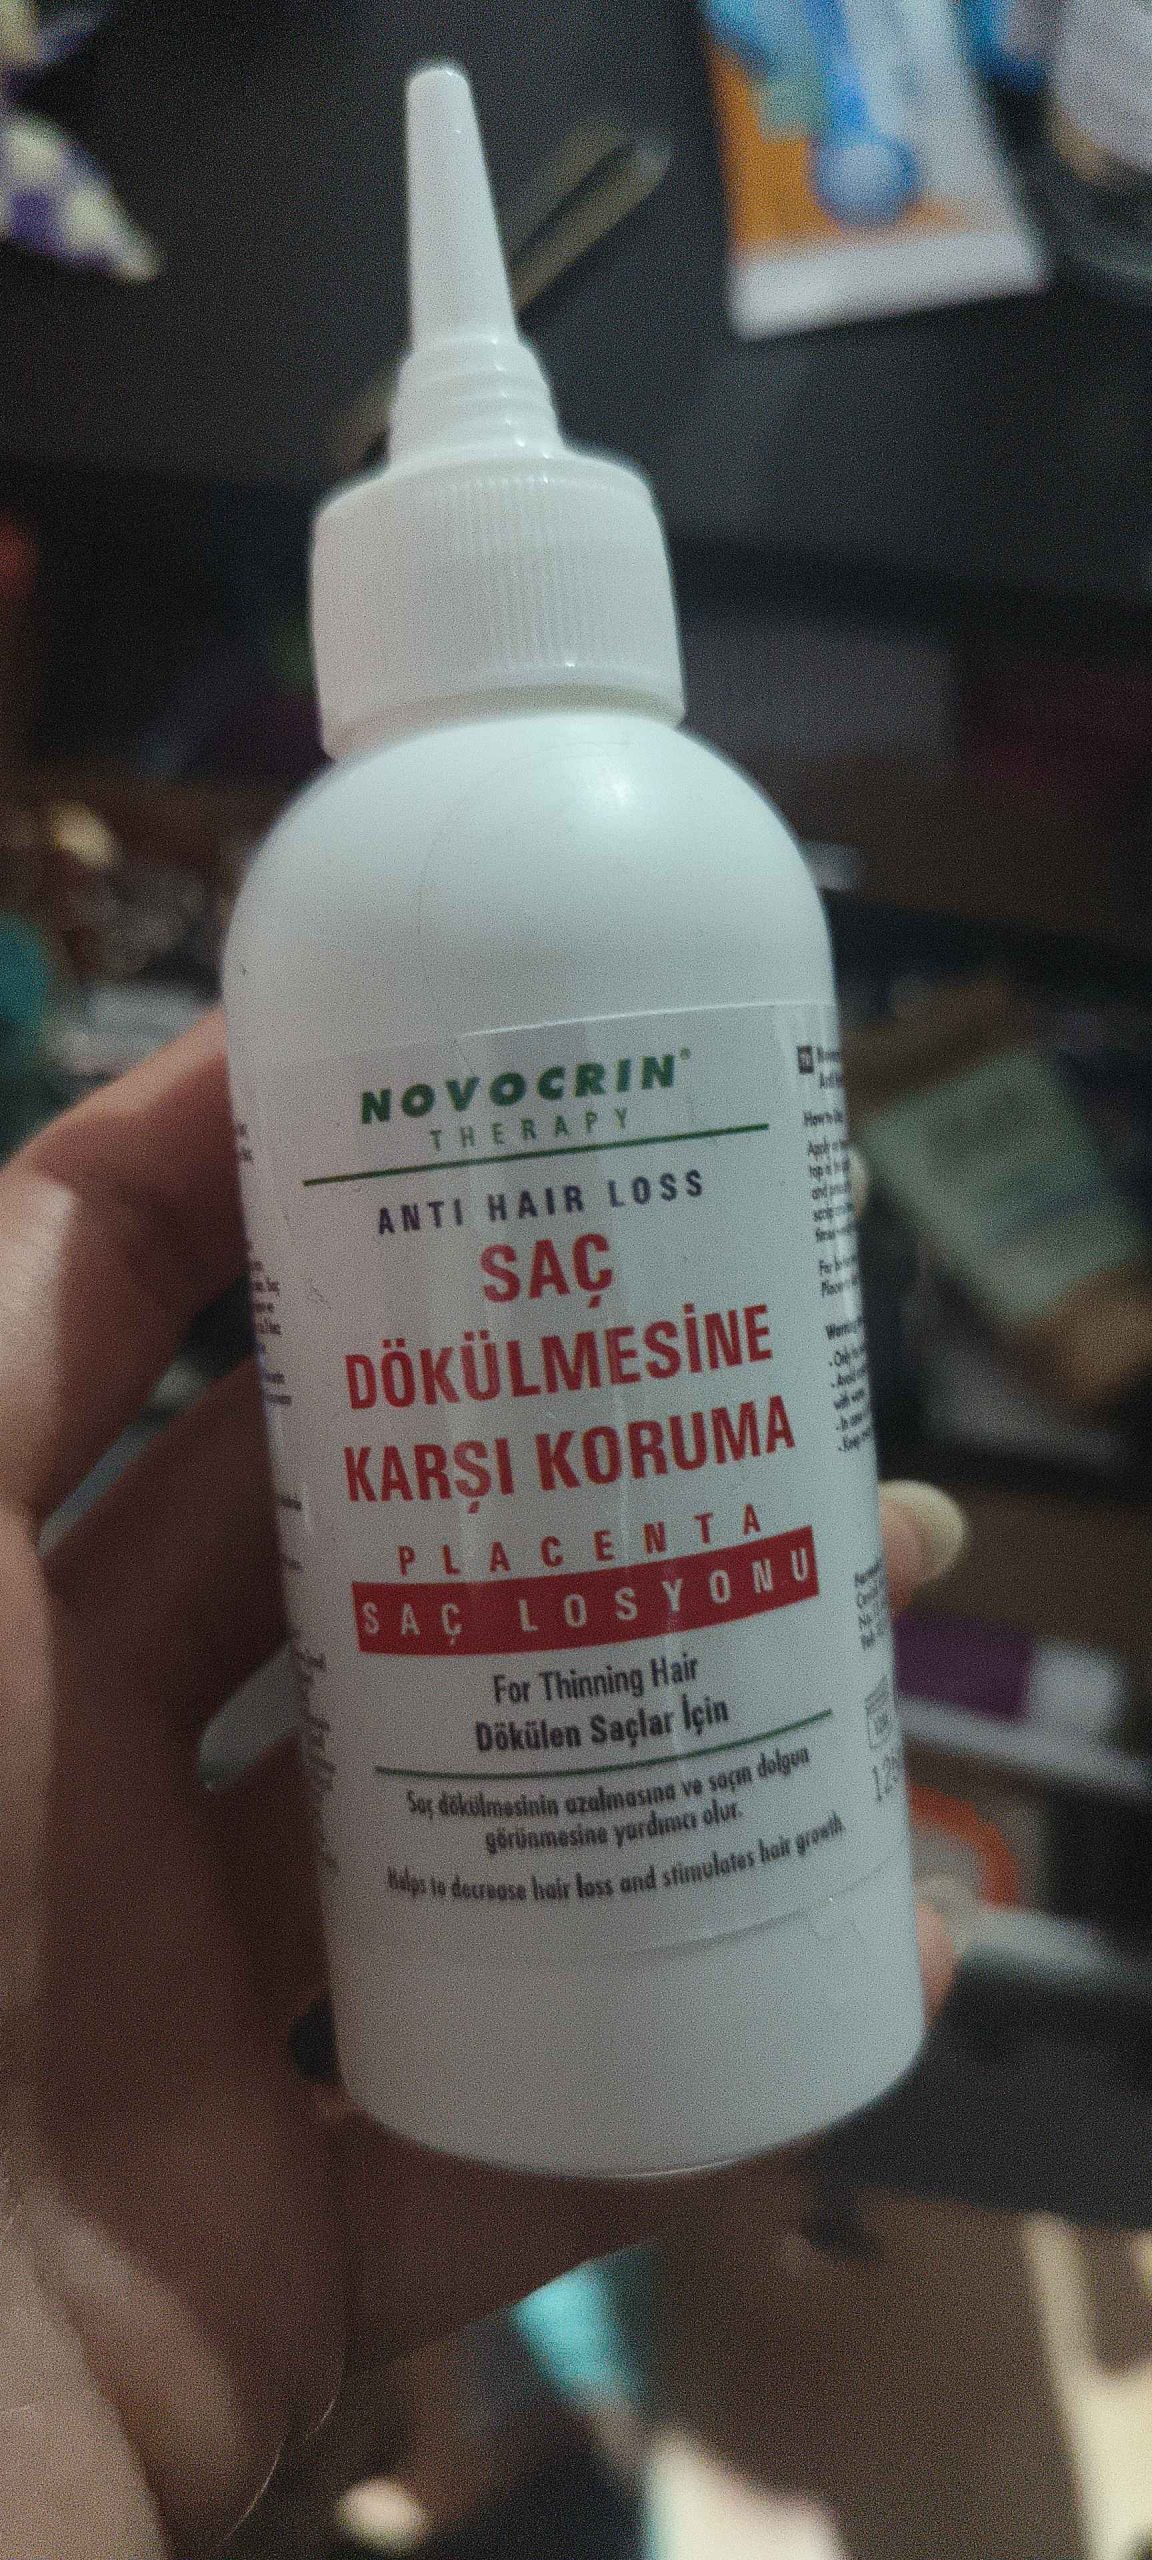 NOVOCRIN®
THERAPY
ANTI HAIR LOSS
SAÇ
DÖKÜLMESİNE
KARŞI KORUMA
PLACENTA
SAÇ LOSYONU
For Thinning Hair
Dökülen Saçlar İçin
Saç dökülmesinin azalmasına ve saçın dolgun
görünmesine yardımcı olur.
Helps to decrease hair loss and stimulates hair growth.